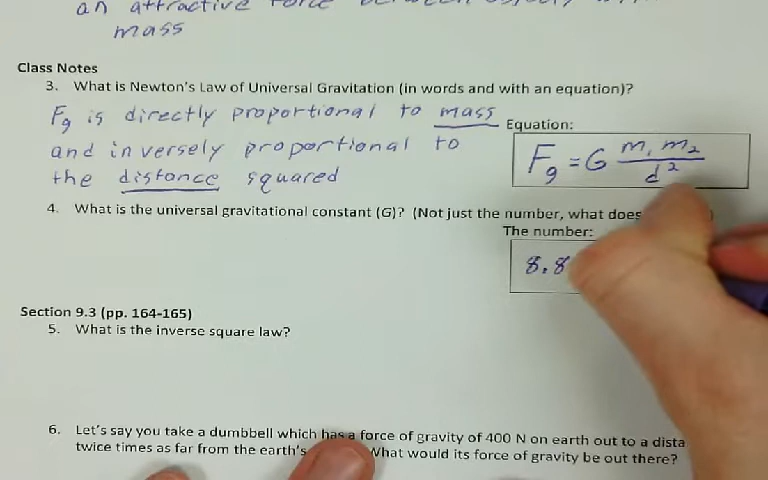 an attractive force between
mass
Class Notes
3. What is Newton's Law of Universal Gravitation (in words and with an equation)?
Fg is directly proportional to mass
and inversely proportional to
the distance squared
Equation:
Fg = G m₁ m₂ / d²
4. What is the universal gravitational constant (G)? (Not just the number, what does
The number:
8.8
Section 9.3 (pp. 164-165)
5. What is the inverse square law?
6. Let's say you take a dumbbell which has a force of gravity of 400 N on earth out to a dista
twice times as far from the earth's What would its force of gravity be out there?